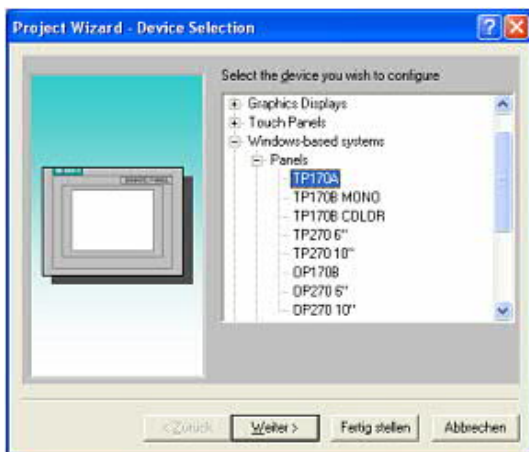 Project Wizard - Device Selection
Select the device you wish to configure
Graphics Displays
Touch Panels
Windows-based systems
Panels
TP170A
TP170B MONO
TP170B COLOR
TP270 6"
TP270 10"
OP170B
OP270 6"
OP270 10"
< Zurück
Weiter >
Fertig stellen
Abbrechen